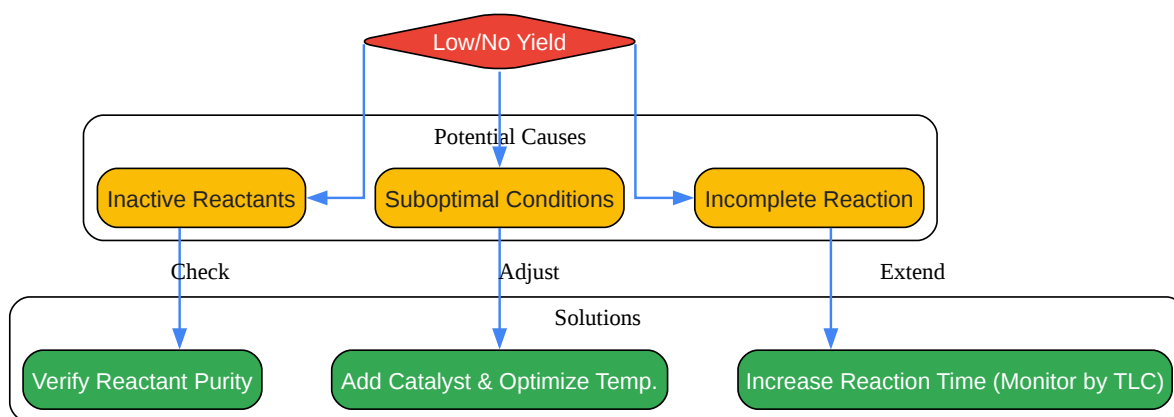 Low/No Yield
Potential Causes
Inactive Reactants
Suboptimal Conditions
Incomplete Reaction
Check
Adjust
Extend
Solutions
Verify Reactant Purity
Add Catalyst & Optimize Temp.
Increase Reaction Time (Monitor by TLC)